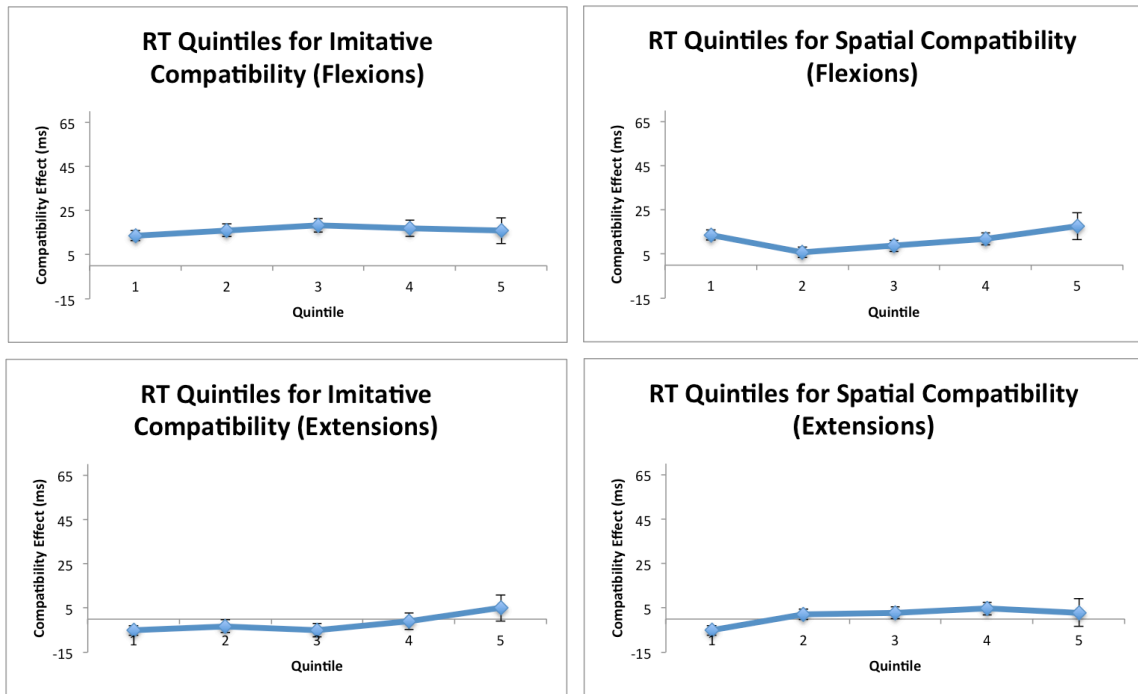 RT Quintiles for Imitative
Compatibility (Flexions)
Compatibility Effect (ms)
65
45
25
5
-15
1 2 3 4 5
Quintile
RT Quintiles for Spatial Compatibility
(Flexions)
Compatibility Effect (ms)
65
45
25
5
-15
1 2 3 4 5
Quintile
RT Quintiles for Imitative
Compatibility (Extensions)
Compatibility Effect (ms)
65
45
25
5
-15
1 2 3 4 5
Quintile
RT Quintiles for Spatial Compatibility
(Extensions)
Compatibility Effect (ms)
65
45
25
5
-15
1 2 3 4 5
Quintile